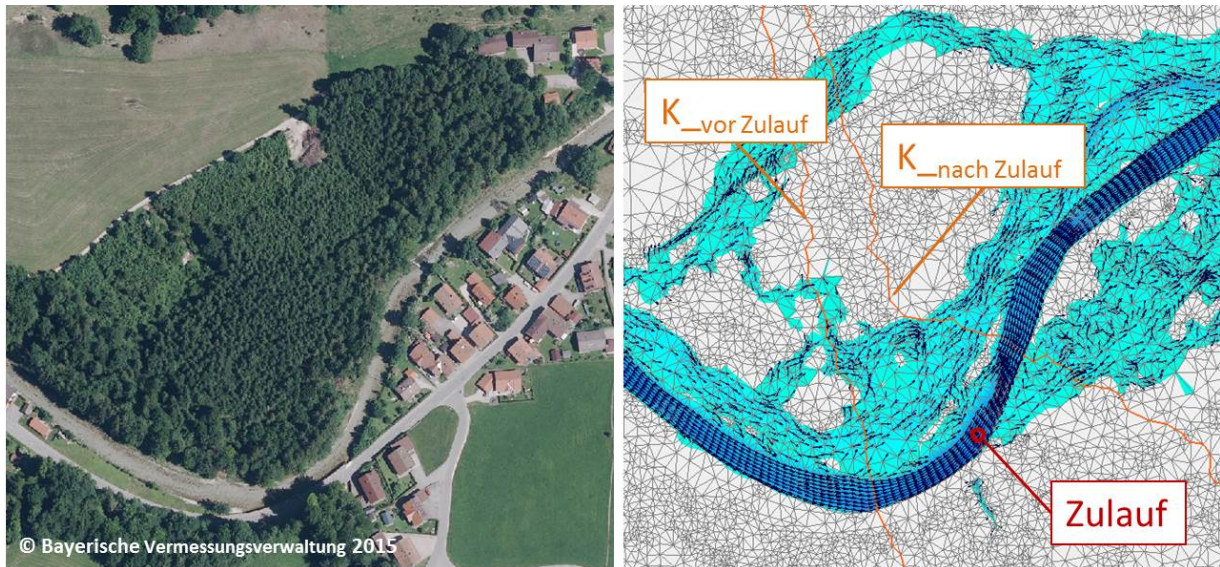 © Bayerische Vermessungsverwaltung 2015
K_vor Zulauf
K_nach Zulauf
Zulauf